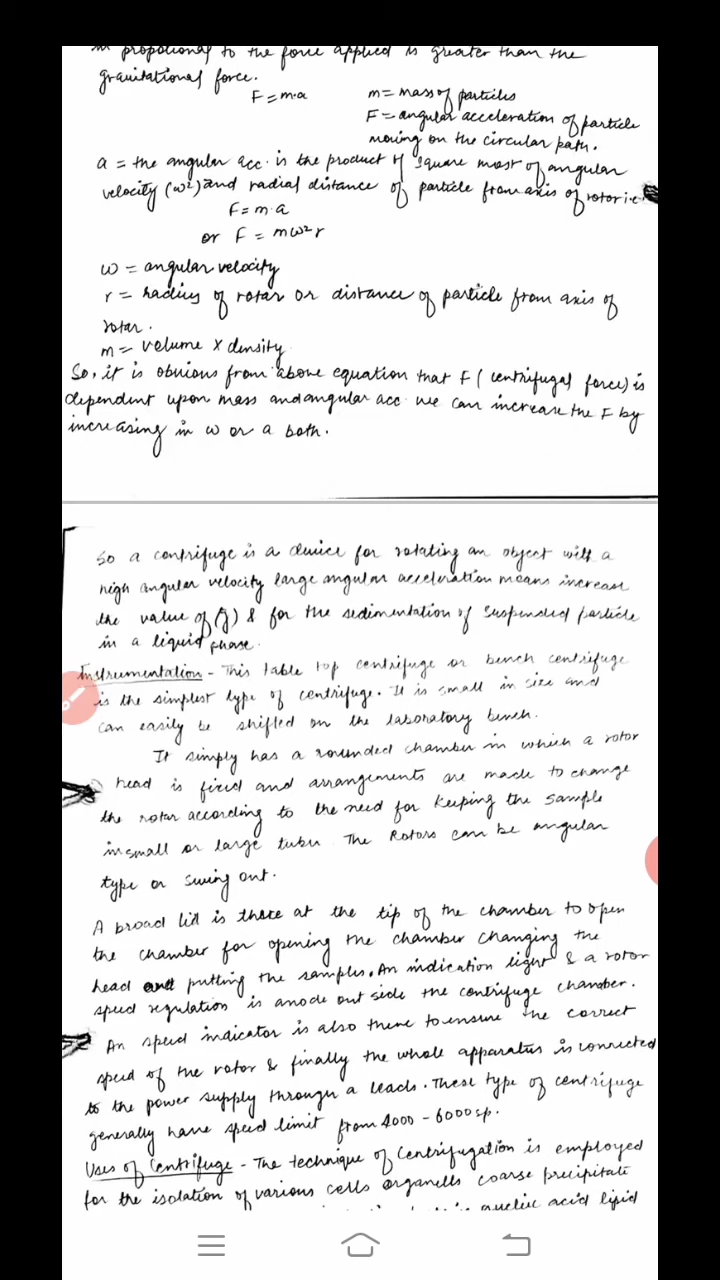 in propotional to the force applied is greater than the
gravitational force.
F = m·a
m = mass of particles
F = angular acceleration of particle
moving on the circular path.
a = the angular acc. is the product of square most of angular
velocity (ω²) and radial distance of particle from axis of rotor i.e
F = m·a
or F = mω²r
ω = angular velocity
r = radius of rotar or distance of particle from axis of
rotar.
m = volume x density
So, it is obvious from above equation that F (centrifugal force) is
dependent upon mass and angular acc. we can increase the F by
increasing in ω or a both.
So a centrifuge is a device for rotating an object with a
high angular velocity large angular acceleration means increase
the value of (g) & for the sedimentation of suspended particle
in a liquid phase.
Instrumentation - This table top centrifuge or bench centrifuge
is the simplest type of centrifuge. It is small in size and
can easily be shifted on the laboratory bench.
It simply has a rounded chamber in which a rotor
head is fixed and arrangements are made to change
the rotar according to the need for keeping the sample
in small or large tubes. The Rotors can be angular
type or swing out.
A broad lid is there at the tip of the chamber to open
the chamber for opening the chamber changing the
head and putting the samples. An indication light & a rotor
speed regulation is anode out side the centrifuge chamber.
An speed indicator is also there to ensure the correct
speed of the rotor & finally the whole apparatus is connected
to the power supply through a leads. These type of centrifuge
generally have speed limit from 4000 - 6000
Uses of Centrifuge - The technique of Centrifugation is employed
for the isolation of various cells organells coarse precipitate
nucleic acid lipid